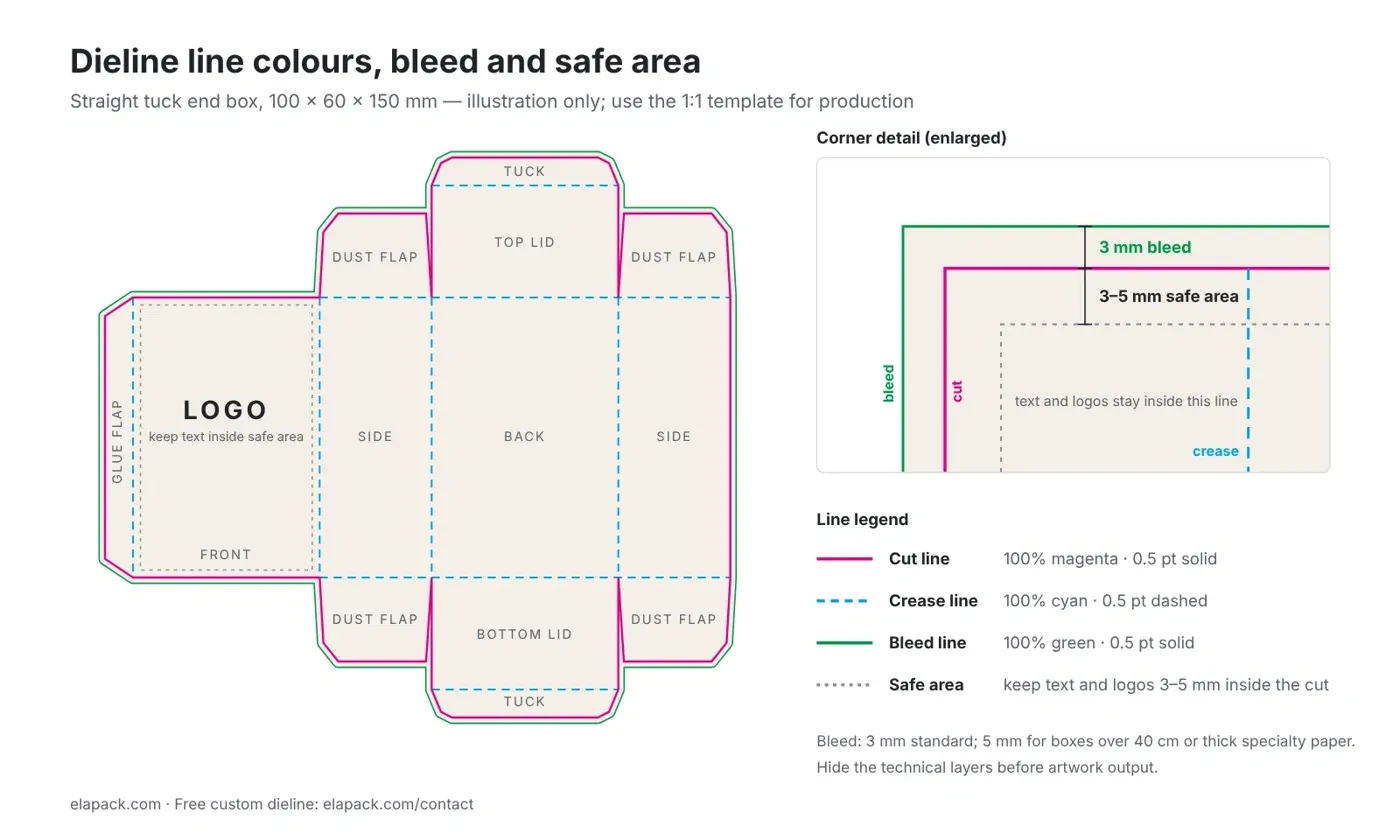 Dieline line colours, bleed and safe area
Straight tuck end box, 100 × 60 × 150 mm — illustration only; use the 1:1 template for production
TUCK
TOP LID
DUST FLAP
DUST FLAP
GLUE FLAP
LOGO
keep text inside safe area
FRONT
SIDE
BACK
SIDE
DUST FLAP
BOTTOM LID
DUST FLAP
TUCK
Corner detail (enlarged)
3 mm bleed
3–5 mm safe area
bleed
cut
text and logos stay inside this line
crease
Line legend
Cut line 100% magenta · 0.5 pt solid
Crease line 100% cyan · 0.5 pt dashed
Bleed line 100% green · 0.5 pt solid
Safe area keep text and logos 3–5 mm inside the cut
Bleed: 3 mm standard; 5 mm for boxes over 40 cm or thick specialty paper.
Hide the technical layers before artwork output.
elapack.com · Free custom dieline: elapack.com/contact